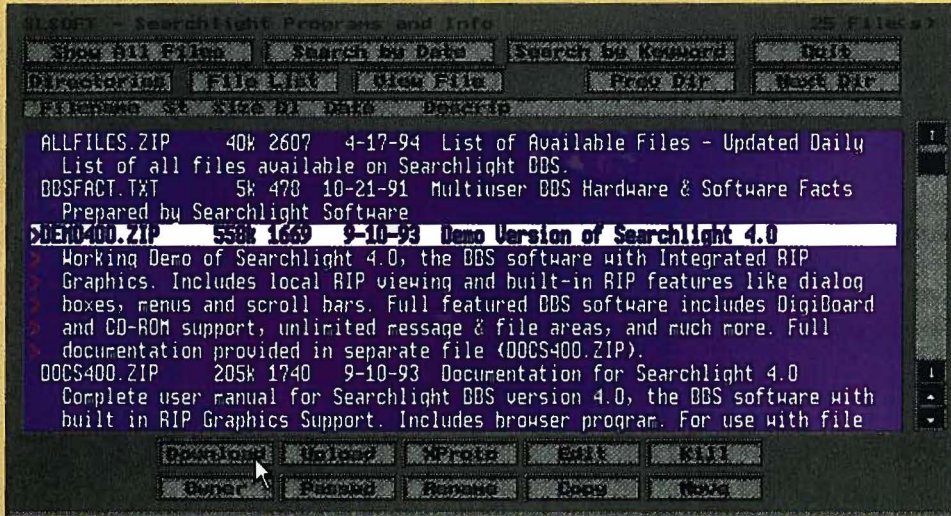 SLSOFT - Searchlight Programs and Info 25 File(s)
Show All Files Search by Date Search by Keyword Quit
Directories File List View File Prev Dir Next Dir
Filename St Size Dl Date Descrip
ALLFILES.ZIP 40k 2607 4-17-94 List of Available Files - Updated Daily
List of all files available on Searchlight BBS.
BBSFACT.TXT 5k 478 10-21-91 Multiuser BBS Hardware & Software Facts
Prepared by Searchlight Software
>DEMO400.ZIP 558k 1669 9-10-93 Demo Version of Searchlight 4.0
> Working Demo of Searchlight 4.0, the BBS software with Integrated RIP
> Graphics. Includes local RIP viewing and built-in RIP features like dialog
> boxes, menus and scroll bars. Full featured BBS software includes DigiBoard
> and CD-ROM support, unlimited message & file areas, and much more. Full
> documentation provided in separate file (DOCS400.ZIP).
DOCS400.ZIP 205k 1740 9-10-93 Documentation for Searchlight 4.0
Complete user manual for Searchlight BBS version 4.0, the BBS software with
built in RIP Graphics Support. Includes browser program. For use with file
Download Upload XProto Edit Kill
Owner Passwd Rename Copy Move